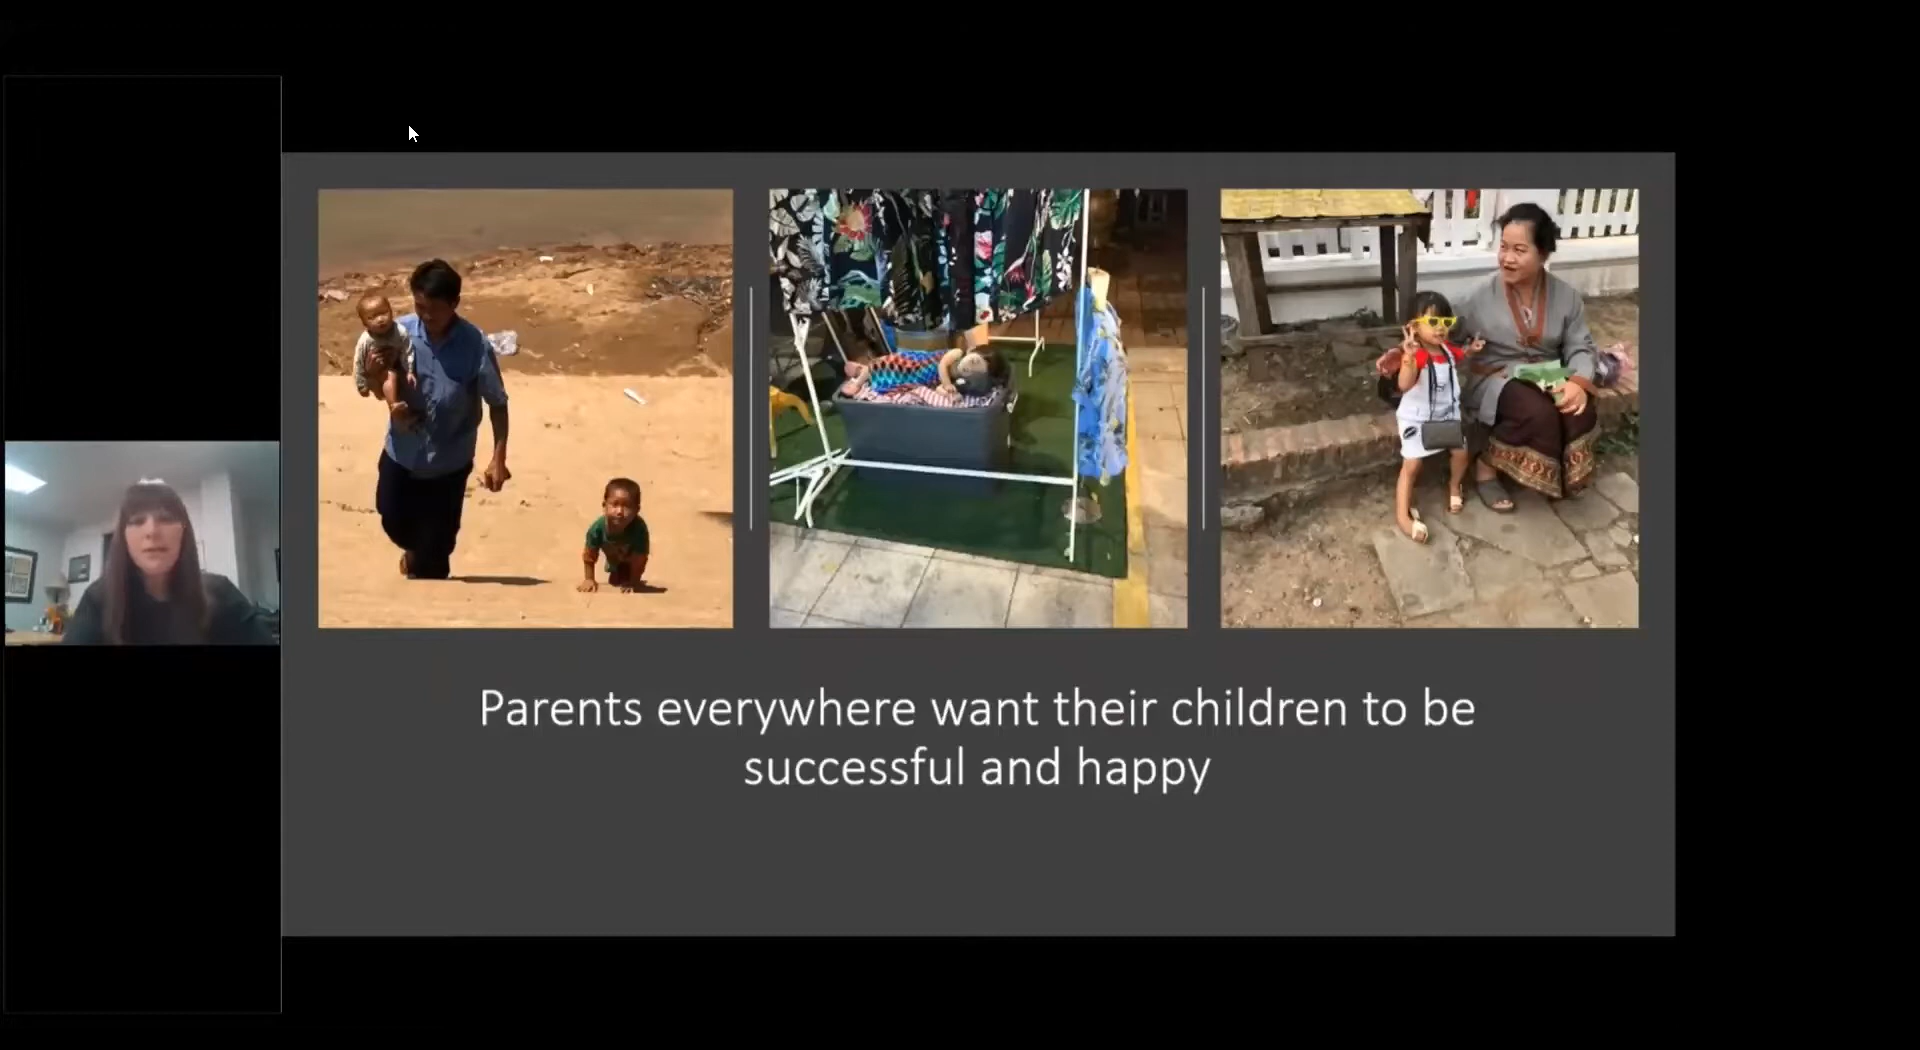 Parents everywhere want their children to be
successful and happy